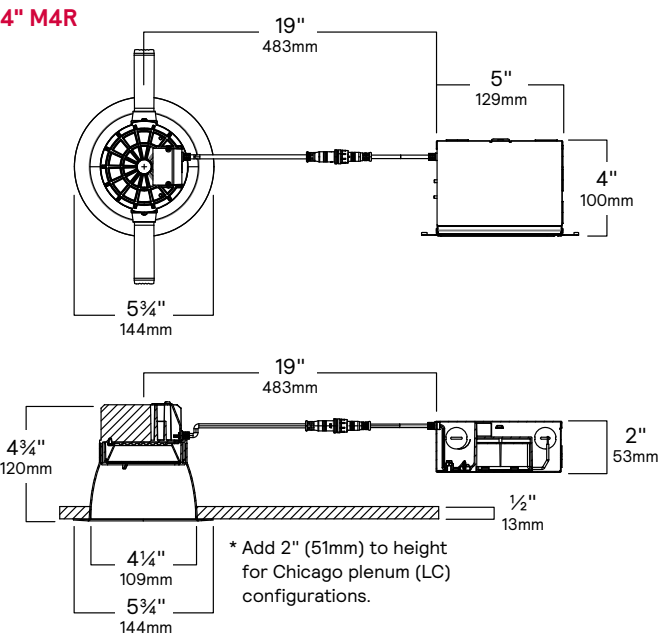 4" M4R
19"
483mm
5"
129mm
4"
100mm
5¾"
144mm
19"
483mm
4¾"
120mm
2"
53mm
½"
13mm
4¼"
109mm
5¾"
144mm
* Add 2" (51mm) to height
for Chicago plenum (LC)
configurations.